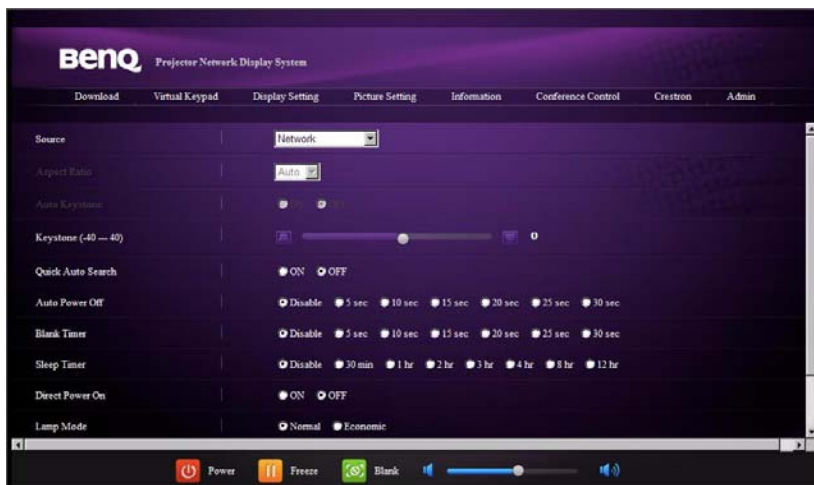 BenQ Projector Network Display System
Download Virtual Keypad Display Setting Picture Setting Information Conference Control Crestron Admin
Source Network
Aspect Ratio Auto
Auto Keystone ON OFF
Keystone (-40 --- 40) 0
Quick Auto Search ON OFF
Auto Power Off Disable 5 sec 10 sec 15 sec 20 sec 25 sec 30 sec
Blank Timer Disable 5 sec 10 sec 15 sec 20 sec 25 sec 30 sec
Sleep Timer Disable 30 min 1 hr 2 hr 3 hr 4 hr 8 hr 12 hr
Direct Power On ON OFF
Lamp Mode Normal Economic
Power Freeze Blank